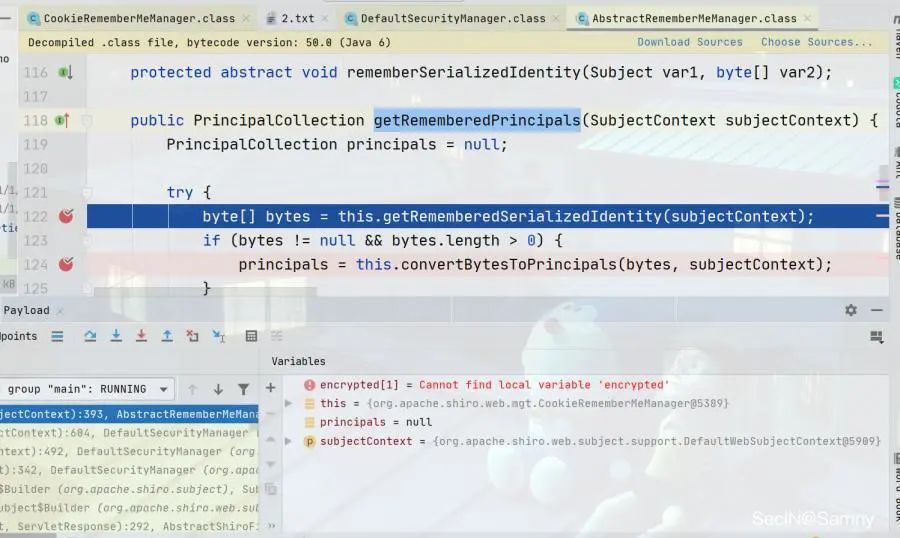 CookieRememberMeManager.class 2.txt DefaultSecurityManager.class AbstractRememberMeManager.class
Decompiled .class file, bytecode version: 50.0 (Java 6) Download Sources Choose Sources...
116 protected abstract void rememberSerializedIdentity(Subject var1, byte[] var2);
117
118 public PrincipalCollection getRememberedPrincipals(SubjectContext subjectContext) {
119 PrincipalCollection principals = null;
120
121 try {
122 byte[] bytes = this.getRememberedSerializedIdentity(subjectContext);
123 if (bytes != null && bytes.length > 0) {
124 principals = this.convertBytesToPrincipals(bytes, subjectContext);
125 }
Payload
points
Variables
group "main": RUNNING
encrypted[1] = Cannot find local variable 'encrypted'
this = {org.apache.shiro.web.mgt.CookieRememberMeManager@5389}
principals = null
subjectContext = {org.apache.shiro.web.subject.support.DefaultWebSubjectContext@5909}
jectContext):393, AbstractRememberMeMana
ctContext):604, DefaultSecurityManager
ontext):492, DefaultSecurityManager (org.
t):342, DefaultSecurityManager (org.apac
$Builder (org.apache.shiro.subject), Sub
ubject$Builder (org.apache.shiro.web.sub
t, ServletResponse):292, AbstractShiroFi
SecIN@Sammy